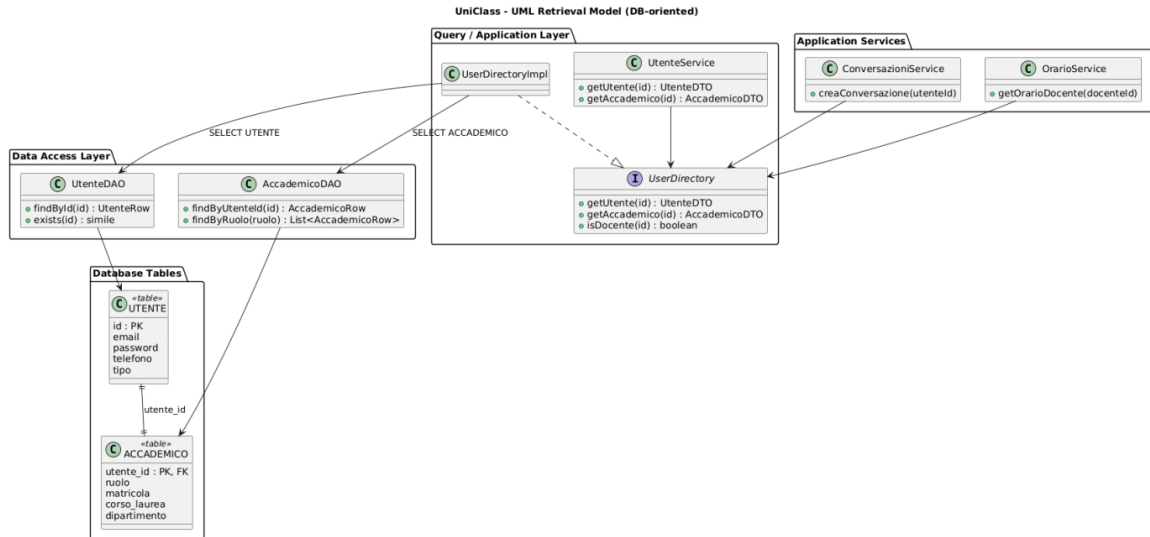 UniClass - UML Retrieval Model (DB-oriented)
Query / Application Layer
C UserDirectoryImpl
C UtenteService
getUtente(id) : UtenteDTO
getAccademico(id) : AccademicoDTO
I UserDirectory
getUtente(id) : UtenteDTO
getAccademico(id) : AccademicoDTO
isDocente(id) : boolean
Application Services
C ConversazioniService
creaConversazione(utenteId)
C OrarioService
getOrarioDocente(docenteId)
SELECT UTENTE
SELECT ACCADEMICO
Data Access Layer
C UtenteDAO
findById(id) : UtenteRow
exists(id) : simile
C AccademicoDAO
findByUtenteId(id) : AccademicoRow
findByRuolo(ruolo) : List<AccademicoRow>
Database Tables
«table»
C UTENTE
id : PK
email
password
telefono
tipo
utente_id
«table»
C ACCADEMICO
utente_id : PK, FK
ruolo
matricola
corso_laurea
dipartimento